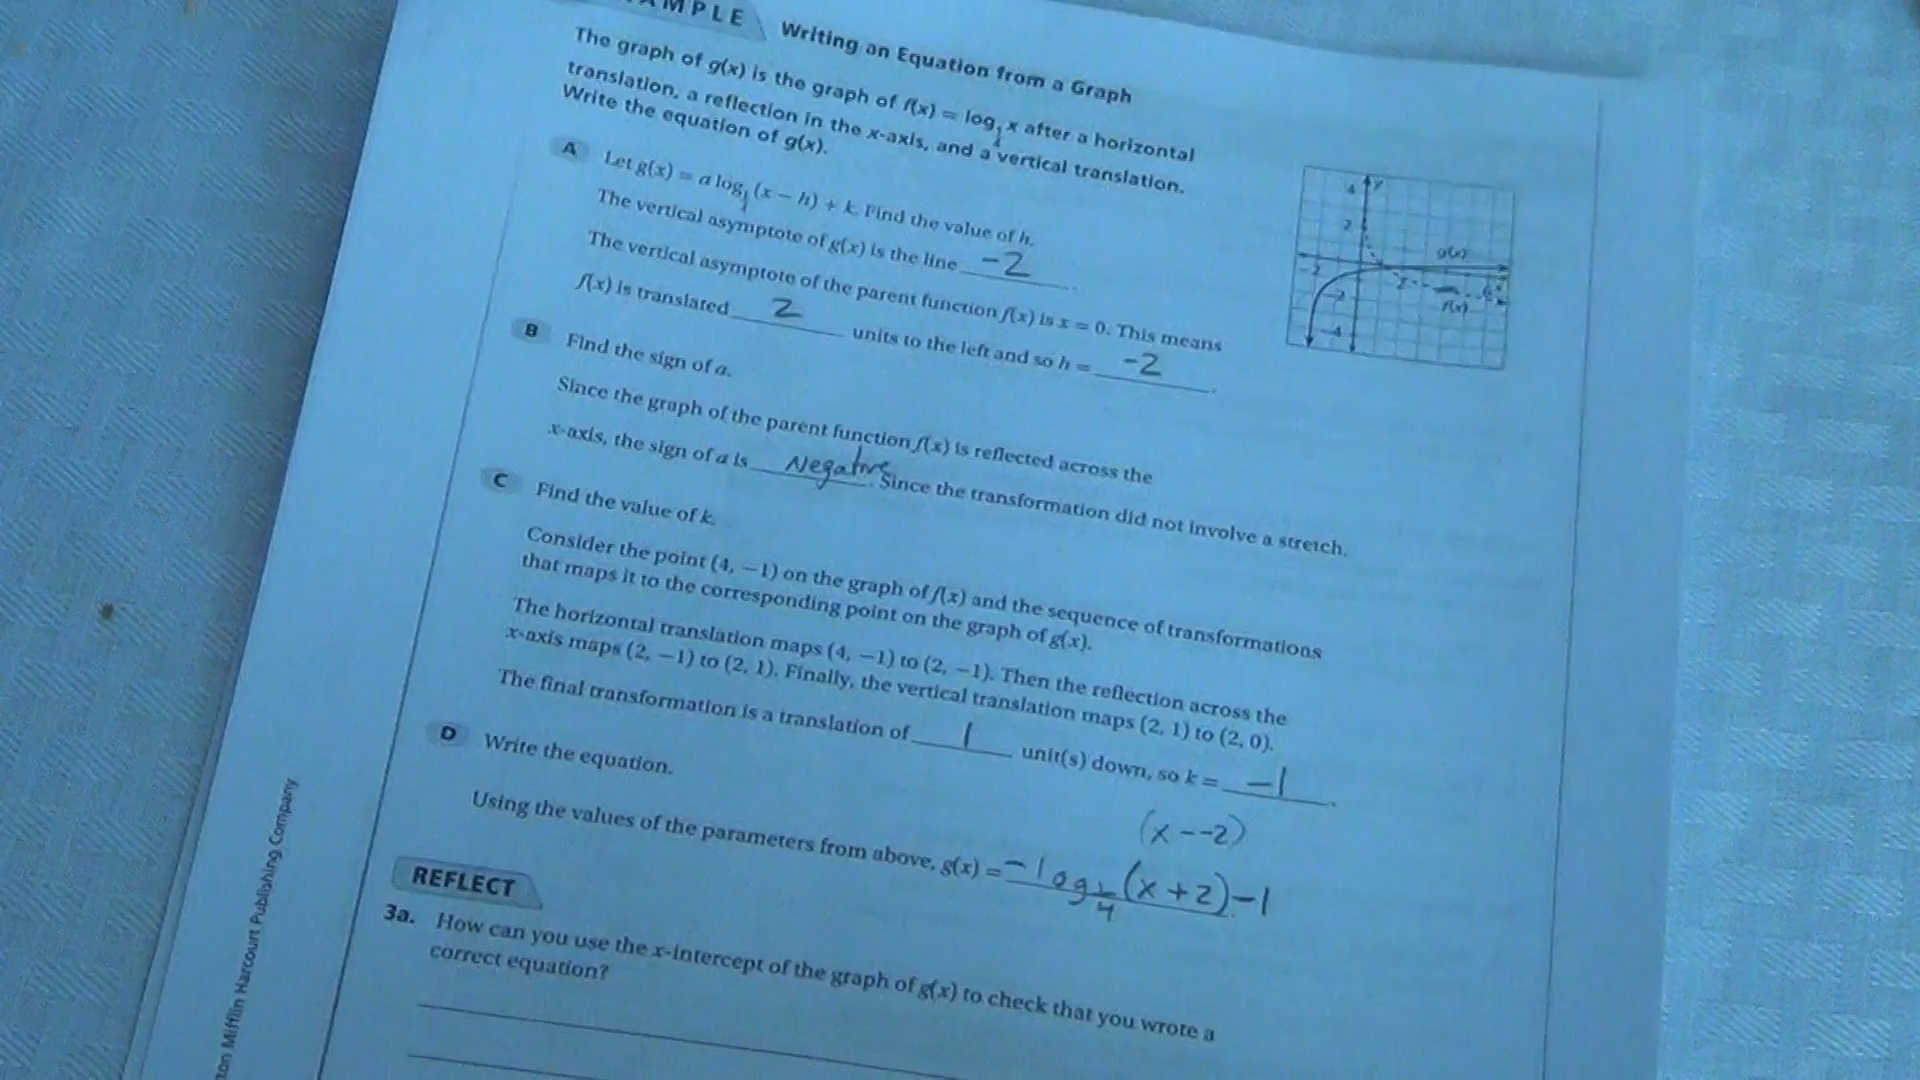 MPLE Writing an Equation from a Graph
The graph of g(x) is the graph of f(x) = log 1/4 x after a horizontal
translation, a reflection in the x-axis, and a vertical translation.
Write the equation of g(x).
A Let g(x) = a log 1/4 (x − h) + k. Find the value of h.
The vertical asymptote of g(x) is the line -2.
The vertical asymptote of the parent function f(x) is x = 0. This means
f(x) is translated 2 units to the left and so h = -2.
4 y
2
g(x)
-2 2 6 x
-2 f(x)
-4
B Find the sign of a.
Since the graph of the parent function f(x) is reflected across the
x-axis, the sign of a is Negative. Since the transformation did not involve a stretch.
C Find the value of k.
Consider the point (4, −1) on the graph of f(x) and the sequence of transformations
that maps it to the corresponding point on the graph of g(x).
The horizontal translation maps (4, −1) to (2, −1). Then the reflection across the
x-axis maps (2, −1) to (2, 1). Finally, the vertical translation maps (2, 1) to (2, 0).
The final transformation is a translation of 1 unit(s) down, so k = -1.
D Write the equation.
(x--2)
Using the values of the parameters from above, g(x) = -log 1/4 (x+2)-1
REFLECT
3a. How can you use the x-intercept of the graph of g(x) to check that you wrote a
correct equation?
ton Mifflin Harcourt Publishing Company